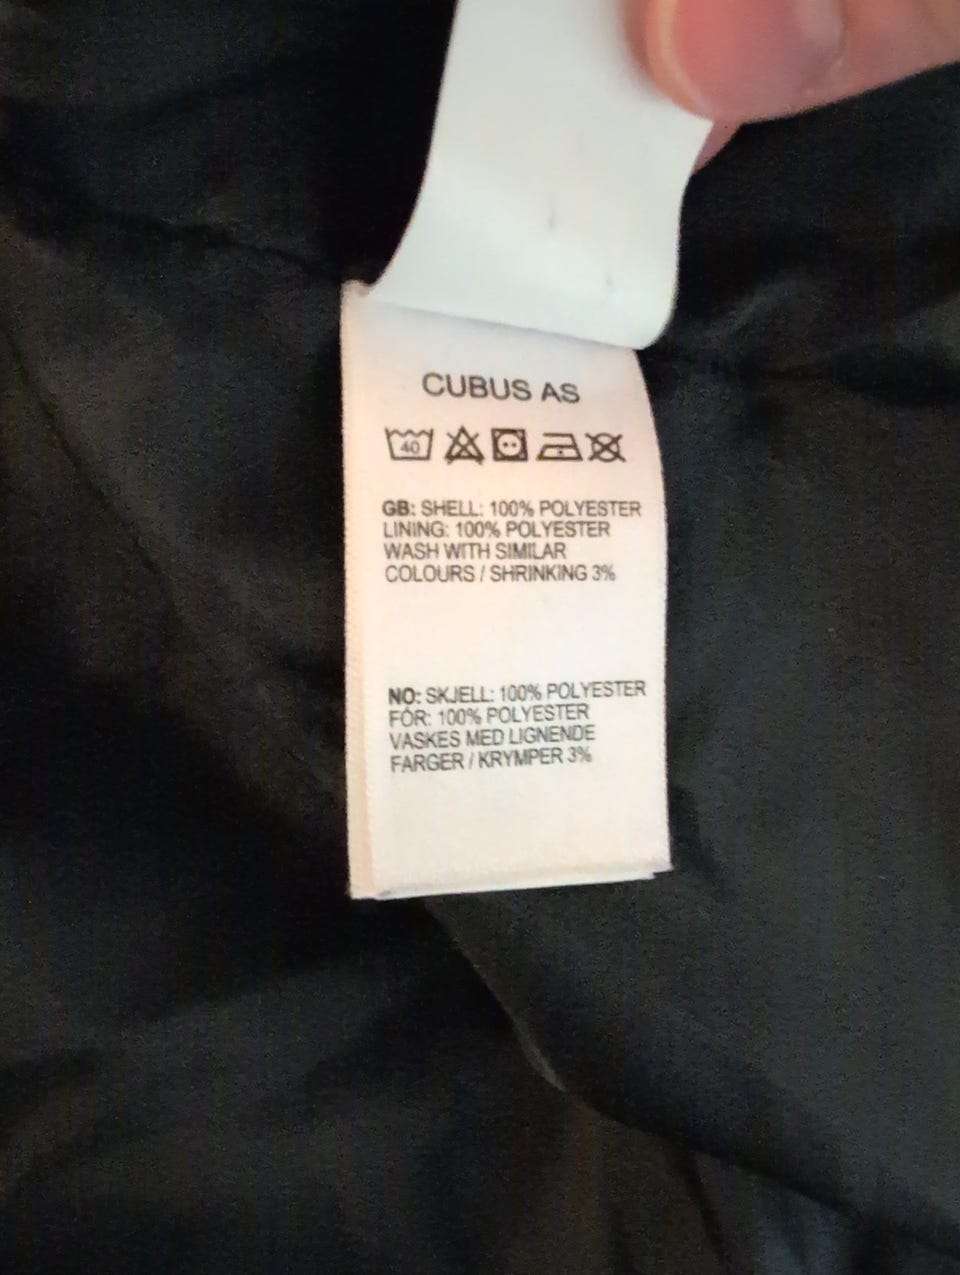 CUBUS AS
40
GB: SHELL: 100% POLYESTER
LINING: 100% POLYESTER
WASH WITH SIMILAR
COLOURS / SHRINKING 3%
NO: SKJELL: 100% POLYESTER
FÓR: 100% POLYESTER
VASKES MED LIGNENDE
FARGER / KRYMPER 3%